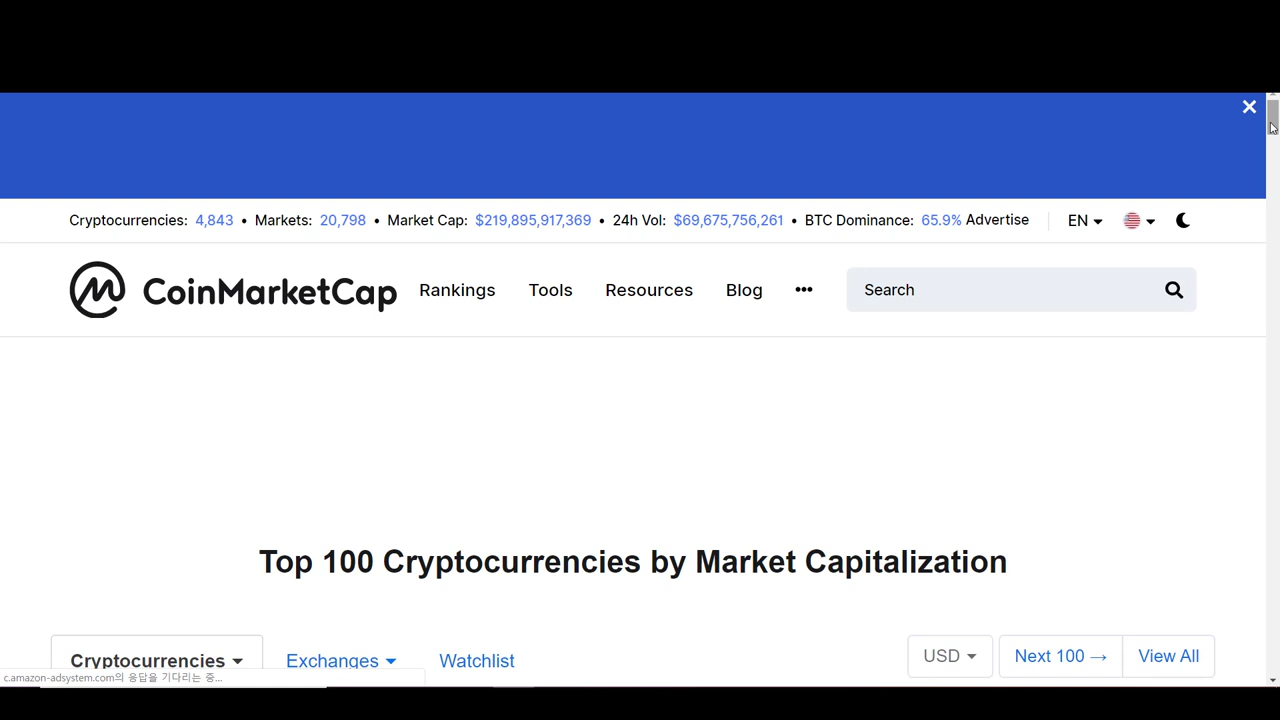 Cryptocurrencies: 4,843 • Markets: 20,798 • Market Cap: $219,895,917,369 • 24h Vol: $69,675,756,261 • BTC Dominance: 65.9% Advertise EN
CoinMarketCap Rankings Tools Resources Blog ••• Search
Top 100 Cryptocurrencies by Market Capitalization
Cryptocurrencies Exchanges Watchlist USD Next 100 → View All
c.amazon-adsystem.com의 응답을 기다리는 중...